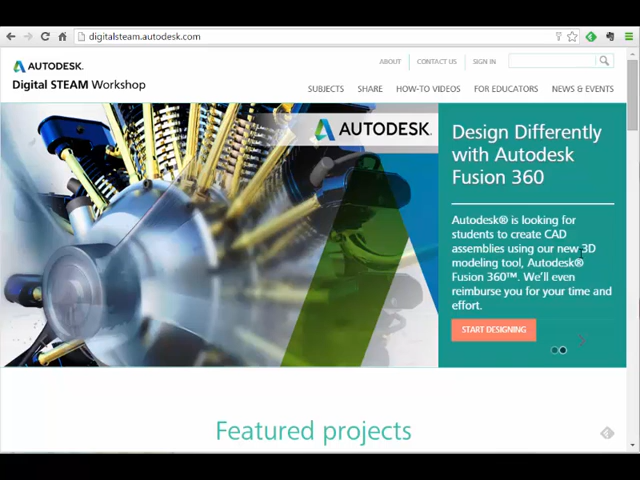 digitalsteam.autodesk.com
AUTODESK.
ABOUT
CONTACT US
SIGN IN
Digital STEAM Workshop
SUBJECTS
SHARE
HOW-TO VIDEOS
FOR EDUCATORS
NEWS & EVENTS
AUTODESK.
Design Differently
with Autodesk
Fusion 360
Autodesk® is looking for
students to create CAD
assemblies using our new 3D
modeling tool, Autodesk®
Fusion 360™. We'll even
reimburse you for your time and
effort.
START DESIGNING
Featured projects